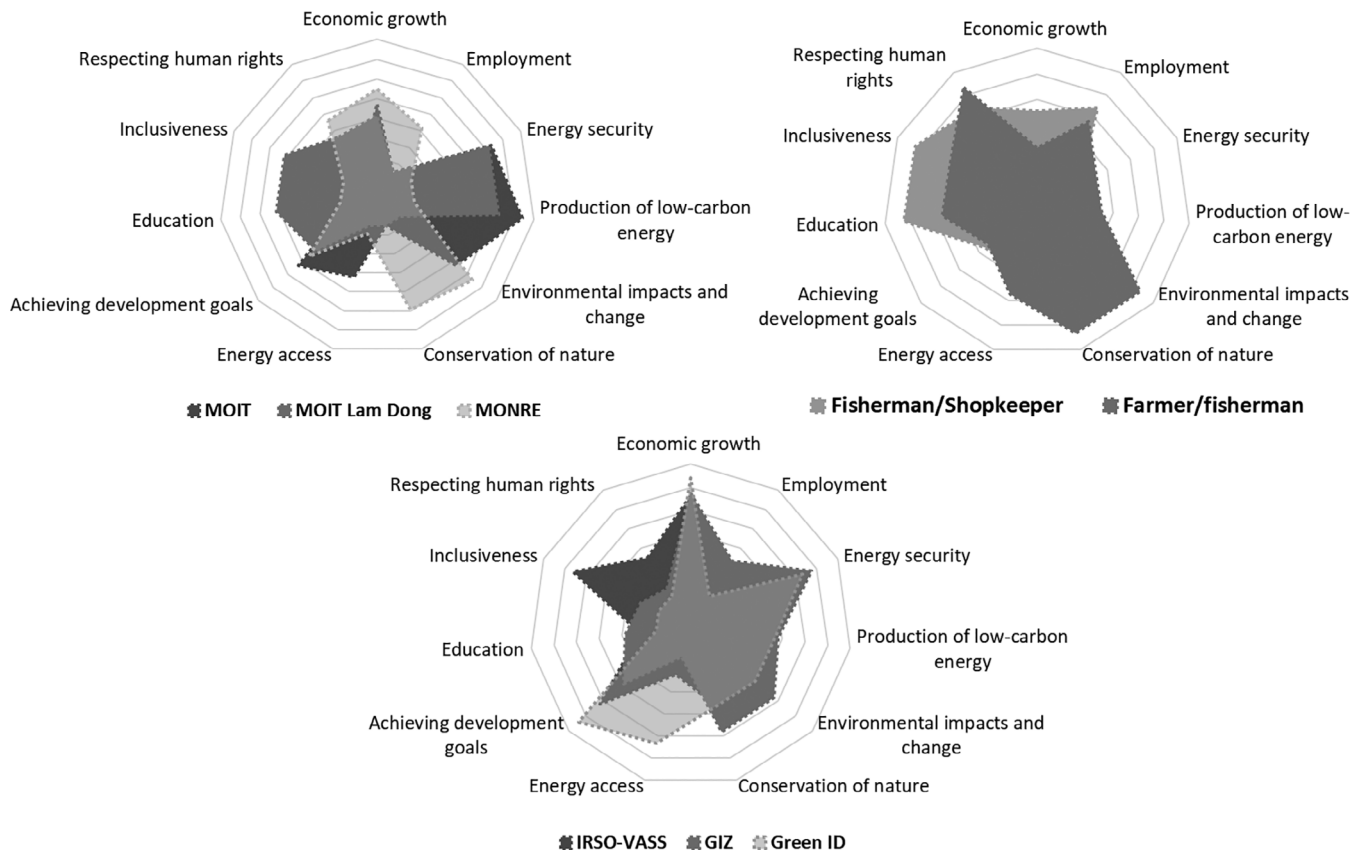 Economic growth
Respecting human rights
Employment
Inclusiveness
Energy security
Education
Production of low-carbon
energy
Achieving development goals
Environmental impacts and
change
Energy access
Conservation of nature
MOIT MOIT Lam Dong MONRE
Economic growth
Respecting human
rights
Employment
Inclusiveness
Energy security
Education
Production of low-
carbon energy
Achieving
development goals
Environmental impacts
and change
Energy access
Conservation of nature
Fisherman/Shopkeeper Farmer/fisherman
Economic growth
Respecting human rights
Employment
Inclusiveness
Energy security
Education
Production of low-carbon
energy
Achieving development
goals
Environmental impacts and
change
Energy access
Conservation of nature
IRSO-VASS GIZ Green ID